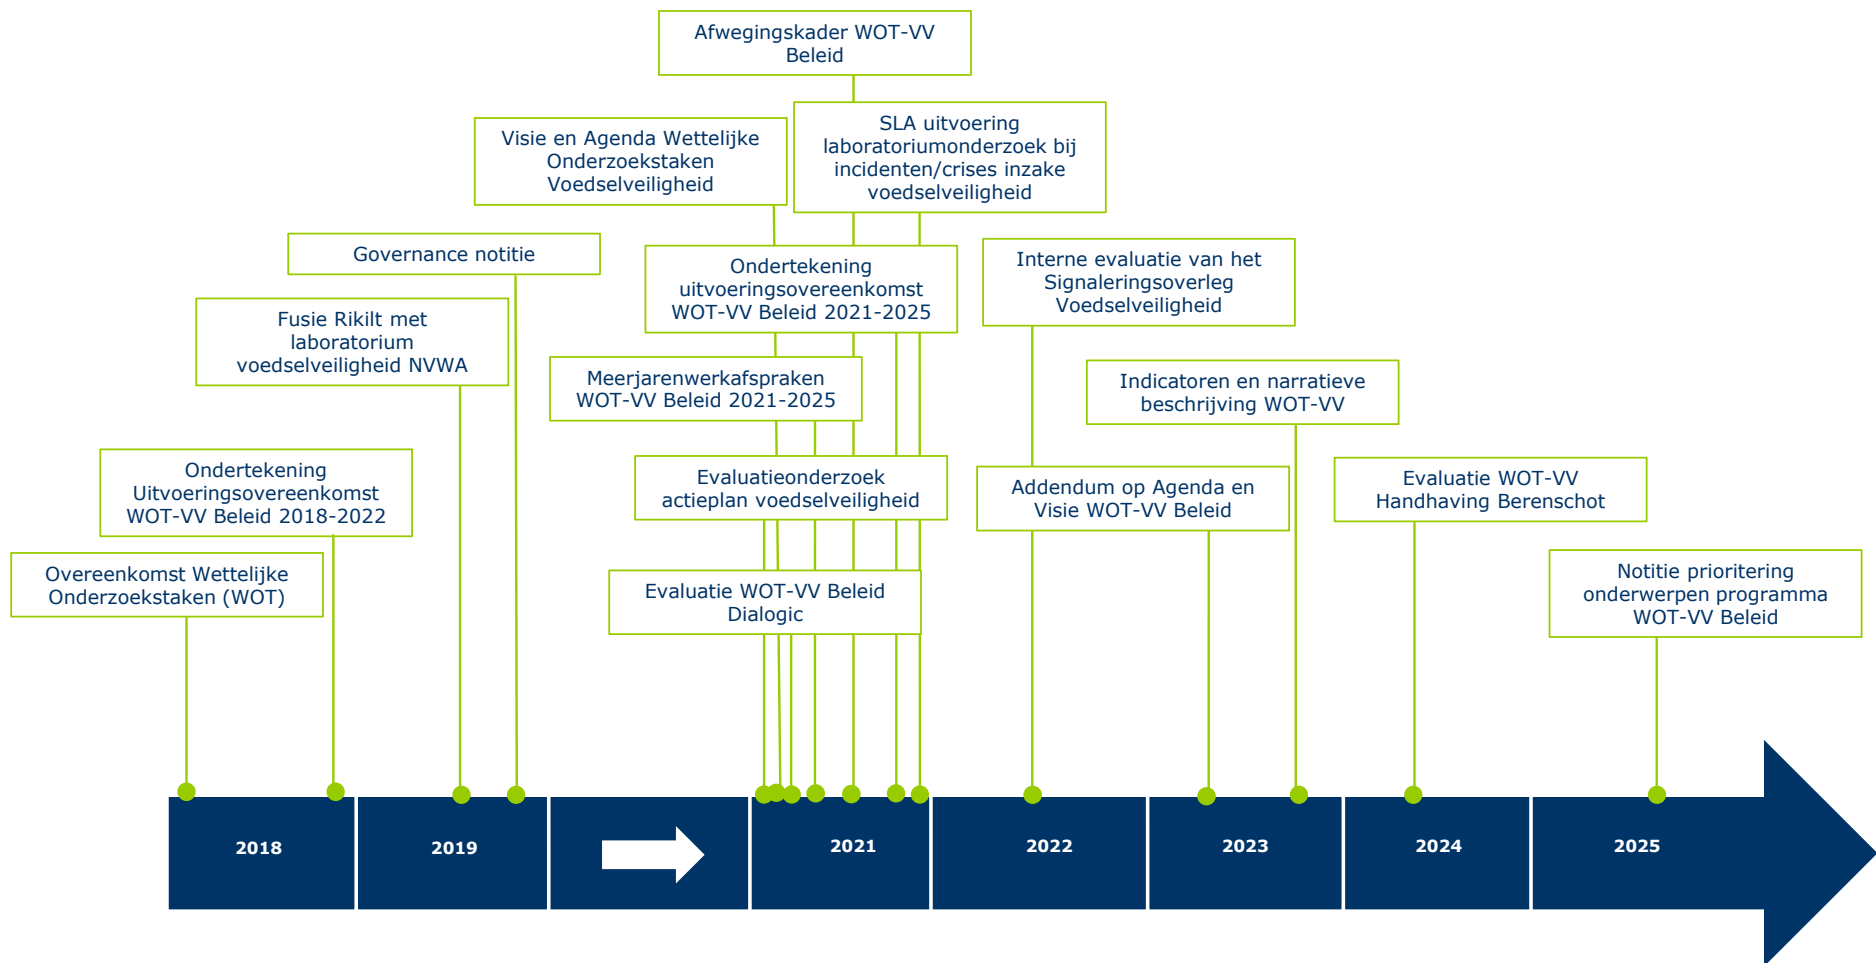 Afwegingskader WOT-VV
Beleid
Visie en Agenda Wettelijke
Onderzoekstaken
Voedselveiligheid
SLA uitvoering
laboratoriumonderzoek bij
incidenten/crises inzake
voedselveiligheid
Governance notitie
Ondertekening
uitvoeringsovereenkomst
WOT-VV Beleid 2021-2025
Interne evaluatie van het
Signaleringsoverleg
Voedselveiligheid
Fusie Rikilt met
laboratorium
voedselveiligheid NVWA
Meerjarenwerkafspraken
WOT-VV Beleid 2021-2025
Indicatoren en narratieve
beschrijving WOT-VV
Ondertekening
Uitvoeringsovereenkomst
WOT-VV Beleid 2018-2022
Evaluatieonderzoek
actieplan voedselveiligheid
Addendum op Agenda en
Visie WOT-VV Beleid
Evaluatie WOT-VV
Handhaving Berenschot
Overeenkomst Wettelijke
Onderzoekstaken (WOT)
Evaluatie WOT-VV Beleid
Dialogic
Notitie prioritering
onderwerpen programma
WOT-VV Beleid
2018
2019
2021
2022
2023
2024
2025